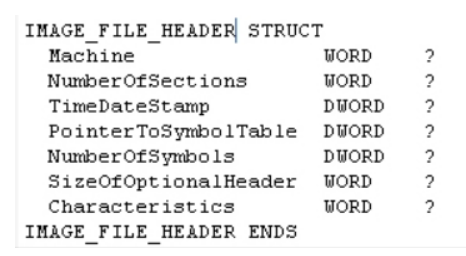 IMAGE_FILE_HEADER STRUCT
  Machine              WORD    ?
  NumberOfSections     WORD    ?
  TimeDateStamp        DWORD   ?
  PointerToSymbolTable DWORD   ?
  NumberOfSymbols      DWORD   ?
  SizeOfOptionalHeader WORD    ?
  Characteristics      WORD    ?
IMAGE_FILE_HEADER ENDS